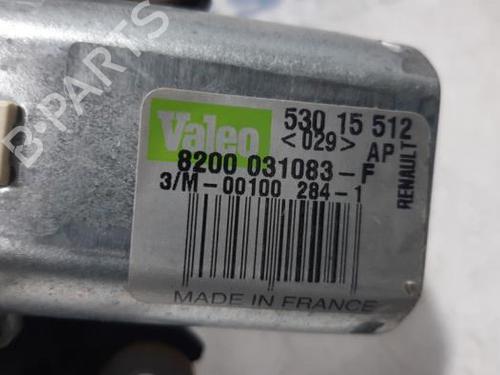 B-PARTS
Valeo
530 15 512
<029> AP
8200 031083-F
3/M-00100 284-1
RENAULT
MADE IN FRANCE